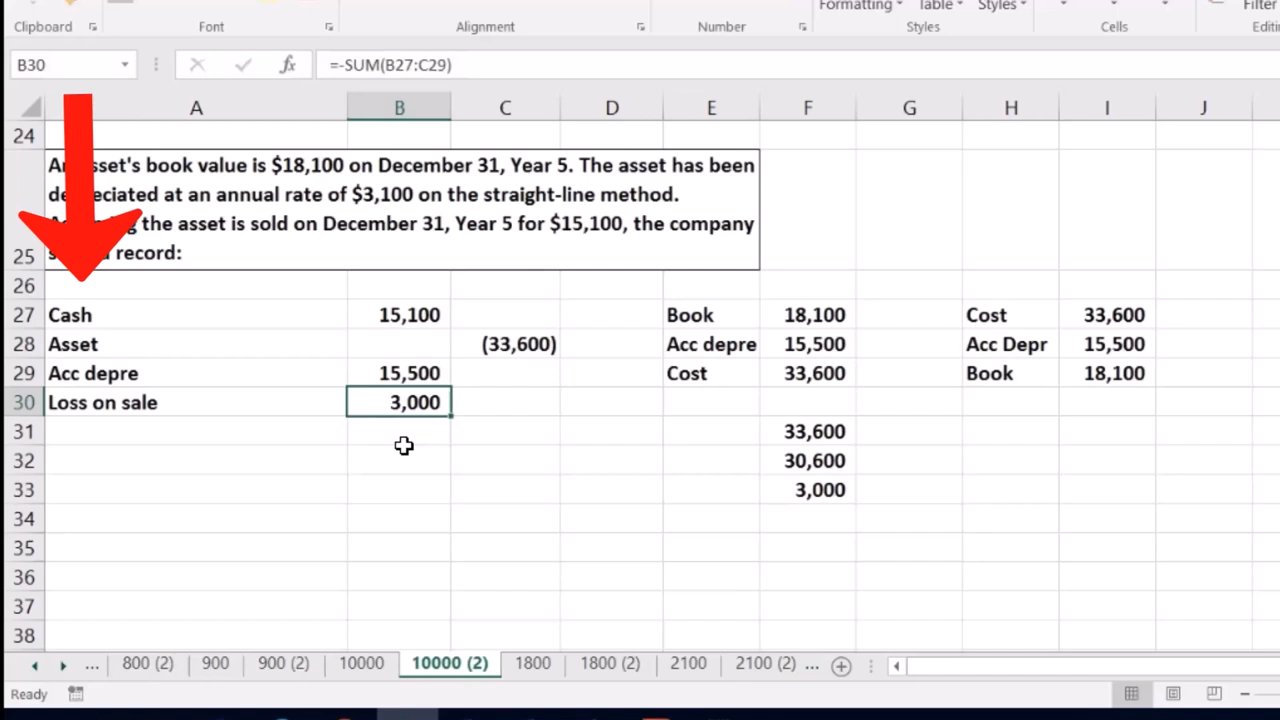 Formatting Table Styles Filter
Clipboard Font Alignment Number Styles Cells
B30 fx =-SUM(B27:C29)
A B C D E F G H I J
24
sset's book value is $18,100 on December 31, Year 5. The asset has been
de reciated at an annual rate of $3,100 on the straight-line method.
the asset is sold on December 31, Year 5 for $15,100, the company
25 record:
26
27 Cash 15,100 Book 18,100 Cost 33,600
28 Asset (33,600) Acc depre 15,500 Acc Depr 15,500
29 Acc depre 15,500 Cost 33,600 Book 18,100
30 Loss on sale 3,000
31 33,600
32 30,600
33 3,000
34
35
36
37
38
... 800 (2) 900 900 (2) 10000 10000 (2) 1800 1800 (2) 2100 2100 (2) ...
Ready